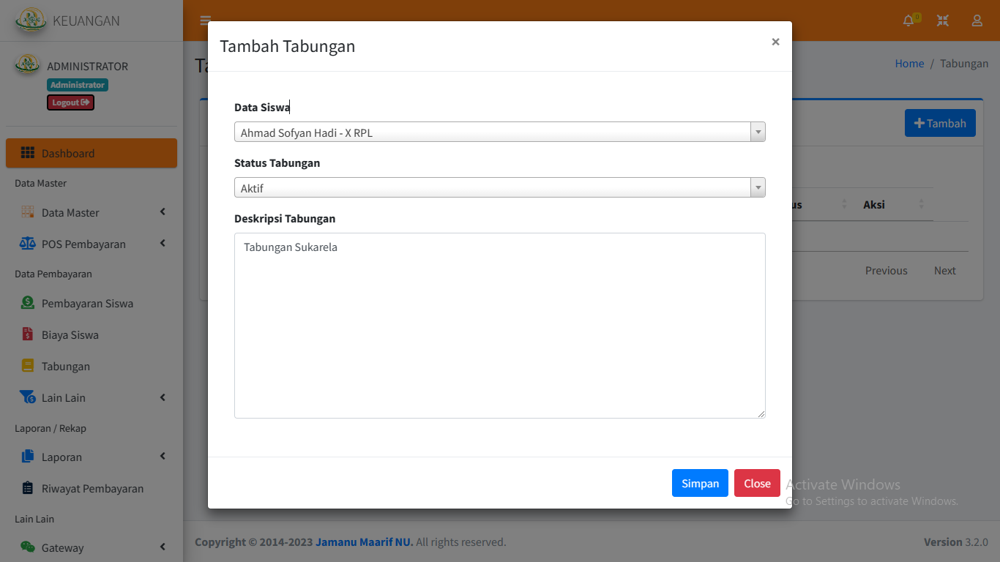 KEUANGAN
0
ADMINISTRATOR
Administrator
Logout
Dashboard
Data Master
Data Master
POS Pembayaran
Data Pembayaran
Pembayaran Siswa
Biaya Siswa
Tabungan
Lain Lain
Laporan / Rekap
Laporan
Riwayat Pembayaran
Lain Lain
Gateway
Home / Tabungan
Tambah
Aksi
Previous Next
Tambah Tabungan
×
Data Siswa
Ahmad Sofyan Hadi - X RPL
Status Tabungan
Aktif
Deskripsi Tabungan
Tabungan Sukarela
Simpan Close
Activate Windows
Go to Settings to activate Windows.
Copyright © 2014-2023 Jamanu Maarif NU. All rights reserved.
Version 3.2.0